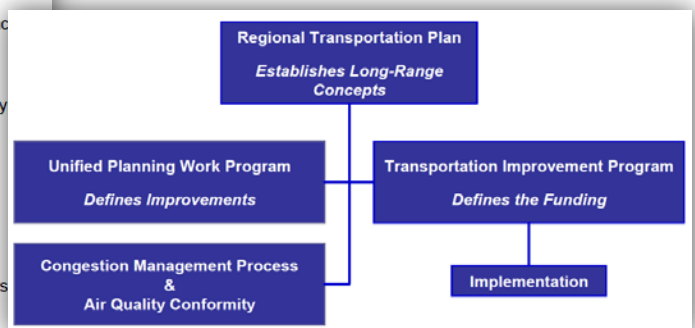 Regional Transportation Plan
Establishes Long-Range
Concepts
Unified Planning Work Program
Defines Improvements
Transportation Improvement Program
Defines the Funding
Congestion Management Process
&
Air Quality Conformity
Implementation